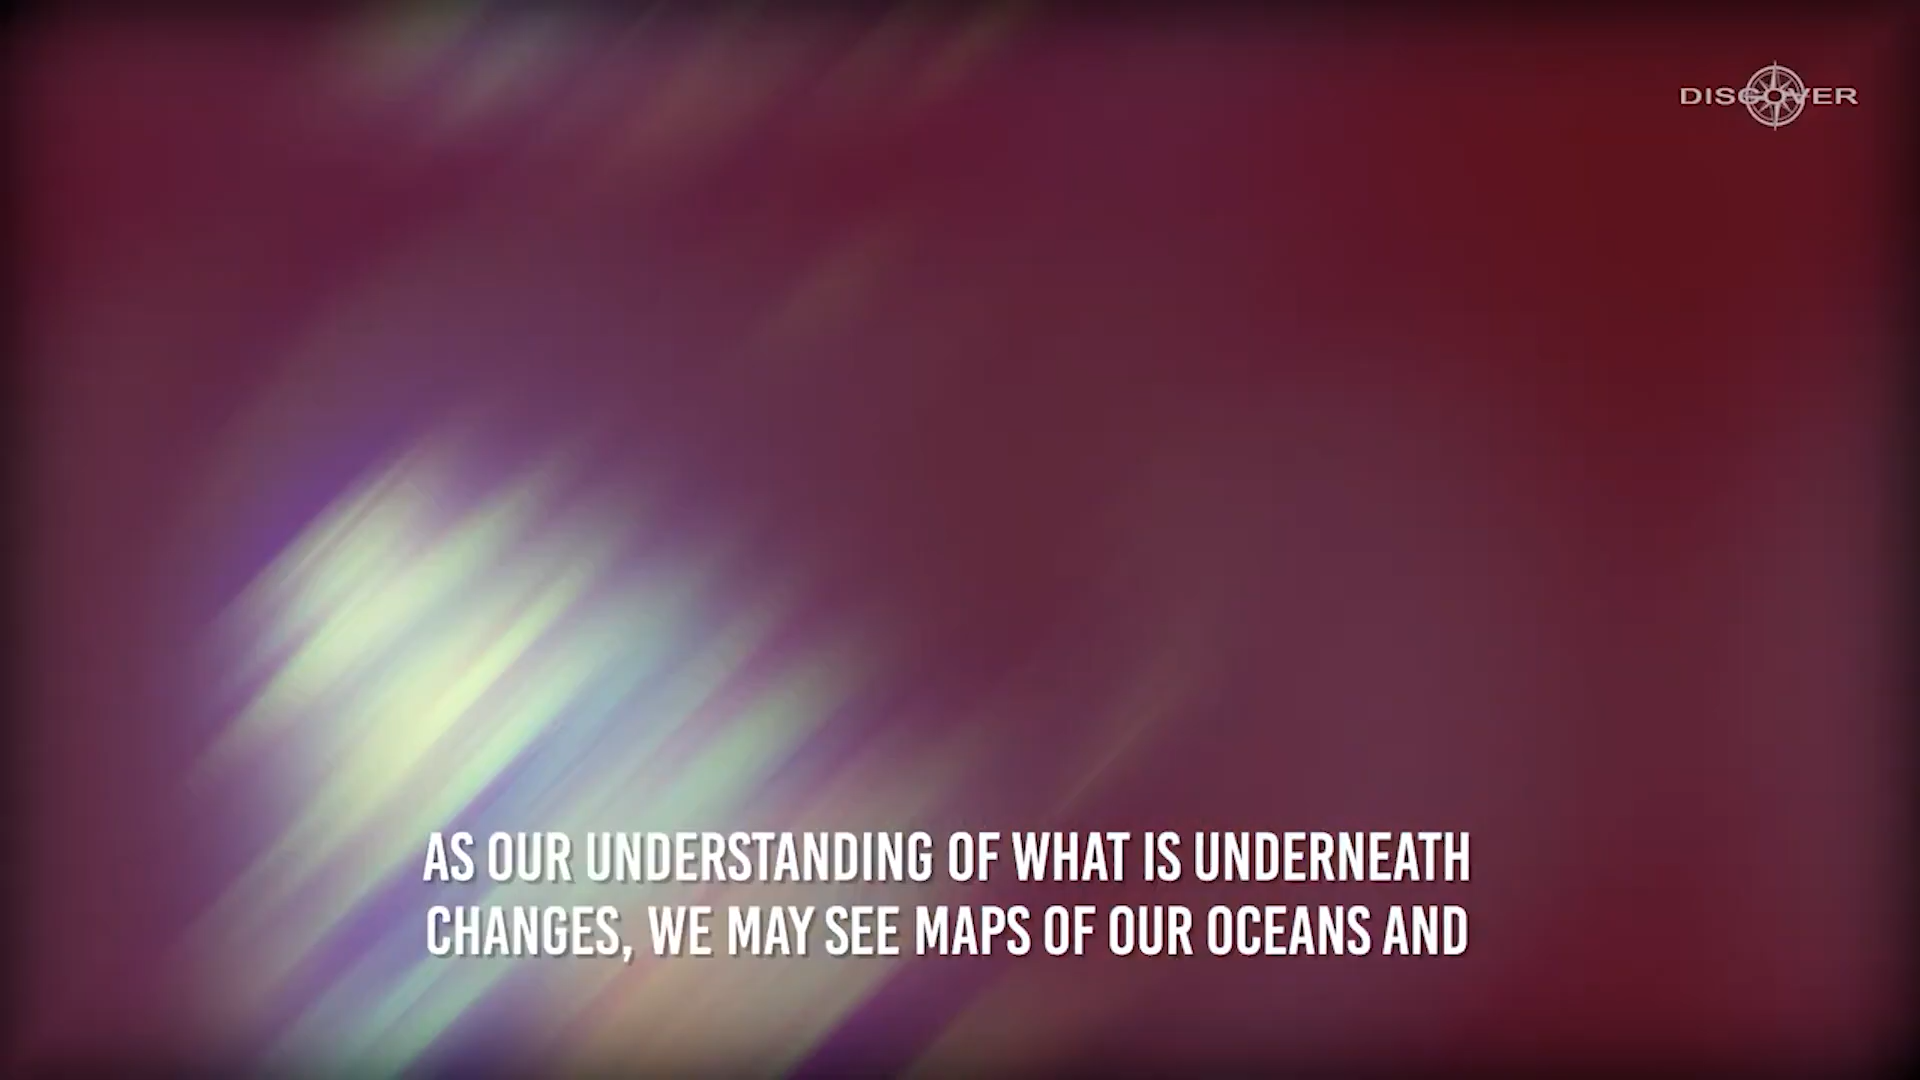 DISCOVER
AS OUR UNDERSTANDING OF WHAT IS UNDERNEATH
CHANGES, WE MAY SEE MAPS OF OUR OCEANS AND